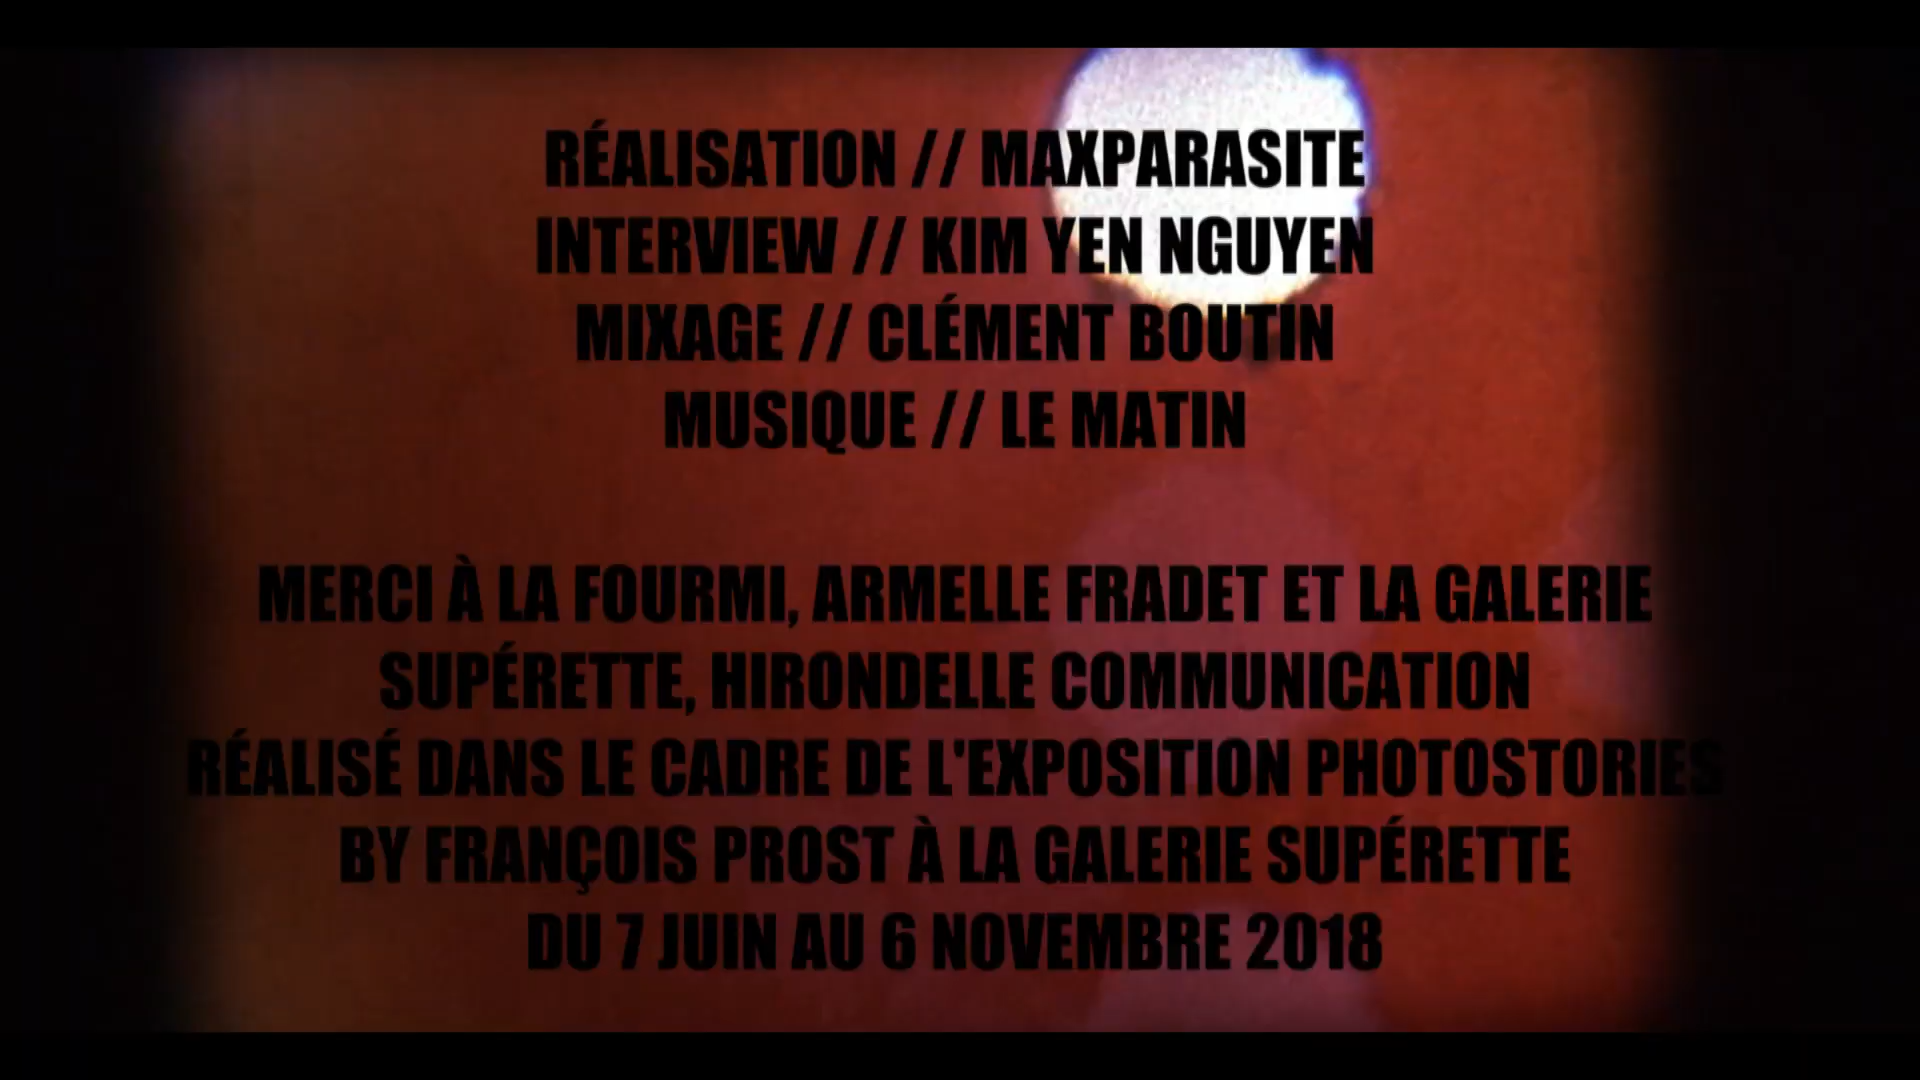 RÉALISATION // MAXPARASITE
INTERVIEW // KIM YEN NGUYEN
MIXAGE // CLÉMENT BOUTIN
MUSIQUE // LE MATIN
MERCI À LA FOURMI, ARMELLE FRADET ET LA GALERIE
SUPÉRETTE, HIRONDELLE COMMUNICATION
RÉALISÉ DANS LE CADRE DE L'EXPOSITION PHOTOSTORIES
BY FRANÇOIS PROST À LA GALERIE SUPÉRETTE
DU 7 JUIN AU 6 NOVEMBRE 2018